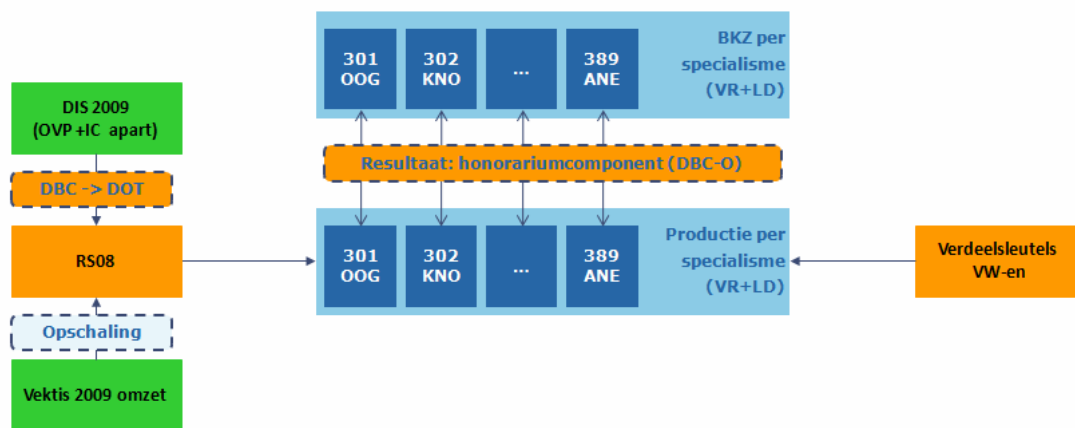 301
OOG
302
KNO
...
389
ANE
BKZ per
specialisme
(VR+LD)
DIS 2009
(OVP+IC apart)
DBC -> DOT
RS08
Opschaling
Vektis 2009 omzet
Resultaat: honorariumcomponent (DBC-O)
301
OOG
302
KNO
...
389
ANE
Productie per
specialisme
(VR+LD)
Verdeelsleutels
VW-en